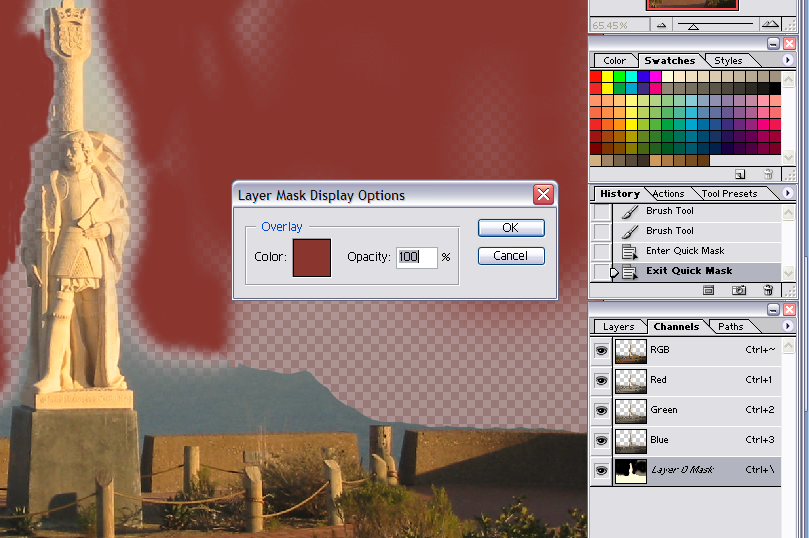 65.45%
Color Swatches Styles
Layer Mask Display Options
Overlay
Color: Opacity: 100 %
OK
Cancel
History Actions Tool Presets
Brush Tool
Brush Tool
Enter Quick Mask
Exit Quick Mask
Layers Channels Paths
RGB Ctrl+~
Red Ctrl+1
Green Ctrl+2
Blue Ctrl+3
Layer 0 Mask Ctrl+\